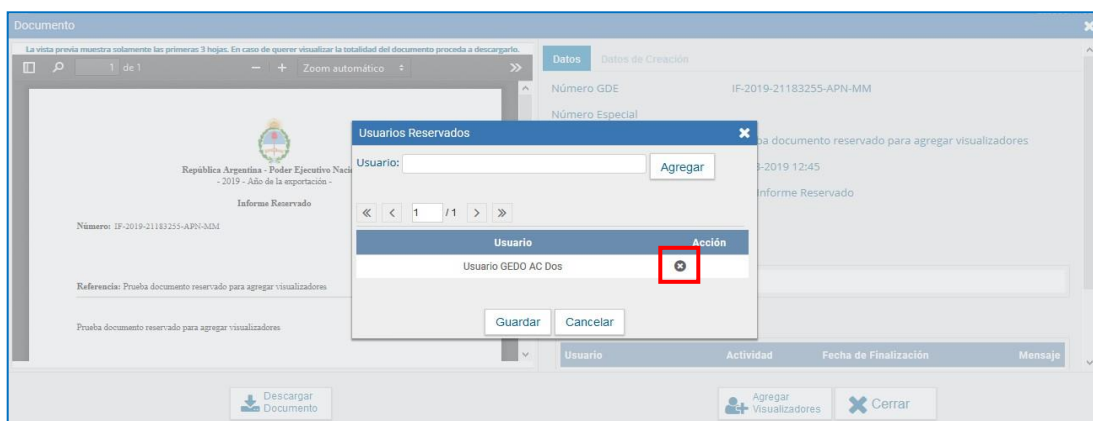 Documento
La vista previa muestra solamente las primeras 3 hojas. En caso de querer visualizar la totalidad del documento proceda a descargarlo.
1 de 1
Zoom automático
República Argentina - Poder Ejecutivo Naci
- 2019 - Año de la exportación -
Informe Reservado
Número: IF-2019-21183255-APN-MM
Referencia: Prueba documento reservado para agregar visualizadores
Prueba documento reservado para agregar visualizadores
Datos
Datos de Creación
Número GDE
IF-2019-21183255-APN-MM
Número Especial
ba documento reservado para agregar visualizadores
-2019 12:45
Informe Reservado
Usuarios Reservados
Usuario:
Agregar
1 / 1
Usuario
Acción
Usuario GEDO AC Dos
Guardar
Cancelar
Usuario
Actividad
Fecha de Finalización
Mensaje
Descargar
Documento
Agregar
Visualizadores
Cerrar